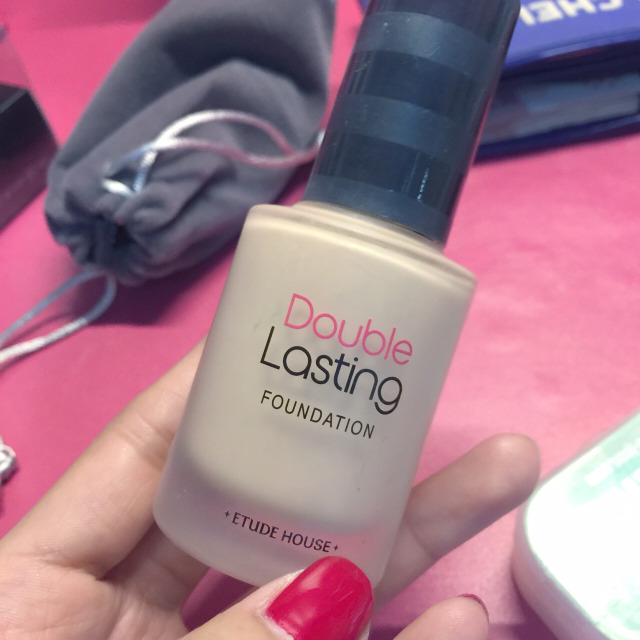 Double
Lasting
FOUNDATION
ETUDE HOUSE